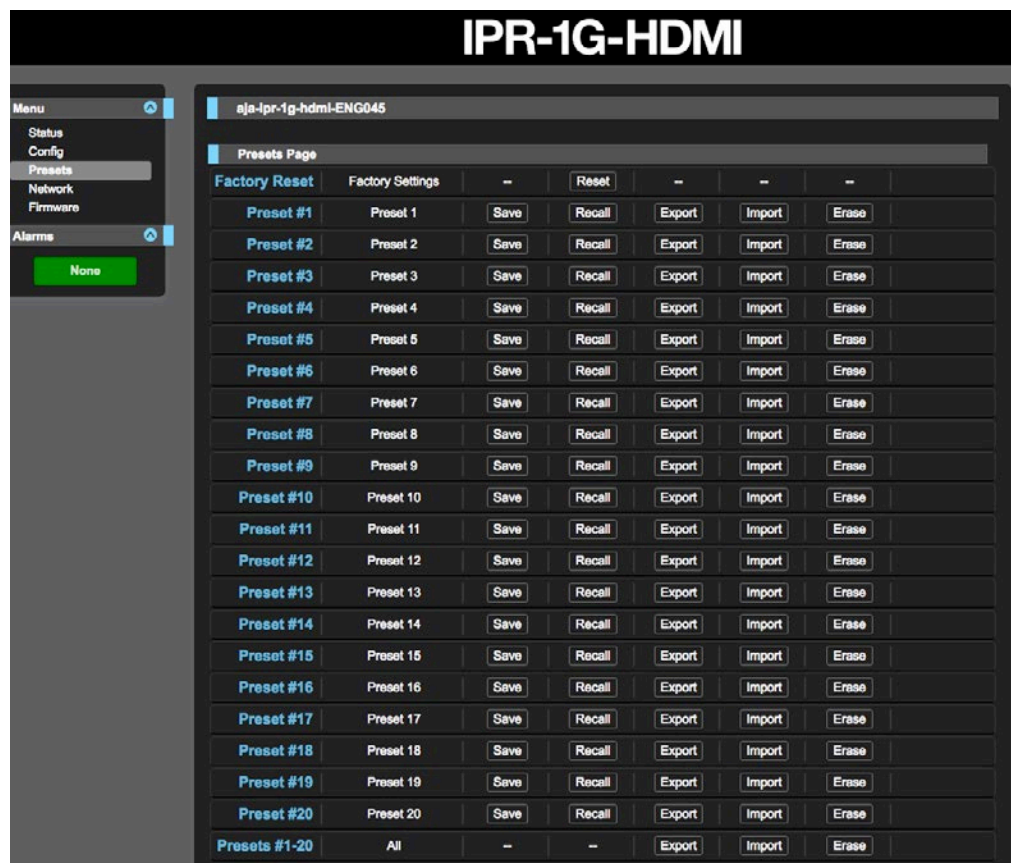 IPR-1G-HDMI
Menu
Status
Config
Presets
Network
Firmware
Alarms
None
aja-ipr-1g-hdmi-ENG045
Presets Page
Factory Reset Factory Settings -- Reset -- -- --
Preset #1 Preset 1 Save Recall Export Import Erase
Preset #2 Preset 2 Save Recall Export Import Erase
Preset #3 Preset 3 Save Recall Export Import Erase
Preset #4 Preset 4 Save Recall Export Import Erase
Preset #5 Preset 5 Save Recall Export Import Erase
Preset #6 Preset 6 Save Recall Export Import Erase
Preset #7 Preset 7 Save Recall Export Import Erase
Preset #8 Preset 8 Save Recall Export Import Erase
Preset #9 Preset 9 Save Recall Export Import Erase
Preset #10 Preset 10 Save Recall Export Import Erase
Preset #11 Preset 11 Save Recall Export Import Erase
Preset #12 Preset 12 Save Recall Export Import Erase
Preset #13 Preset 13 Save Recall Export Import Erase
Preset #14 Preset 14 Save Recall Export Import Erase
Preset #15 Preset 15 Save Recall Export Import Erase
Preset #16 Preset 16 Save Recall Export Import Erase
Preset #17 Preset 17 Save Recall Export Import Erase
Preset #18 Preset 18 Save Recall Export Import Erase
Preset #19 Preset 19 Save Recall Export Import Erase
Preset #20 Preset 20 Save Recall Export Import Erase
Presets #1-20 All -- -- Export Import Erase